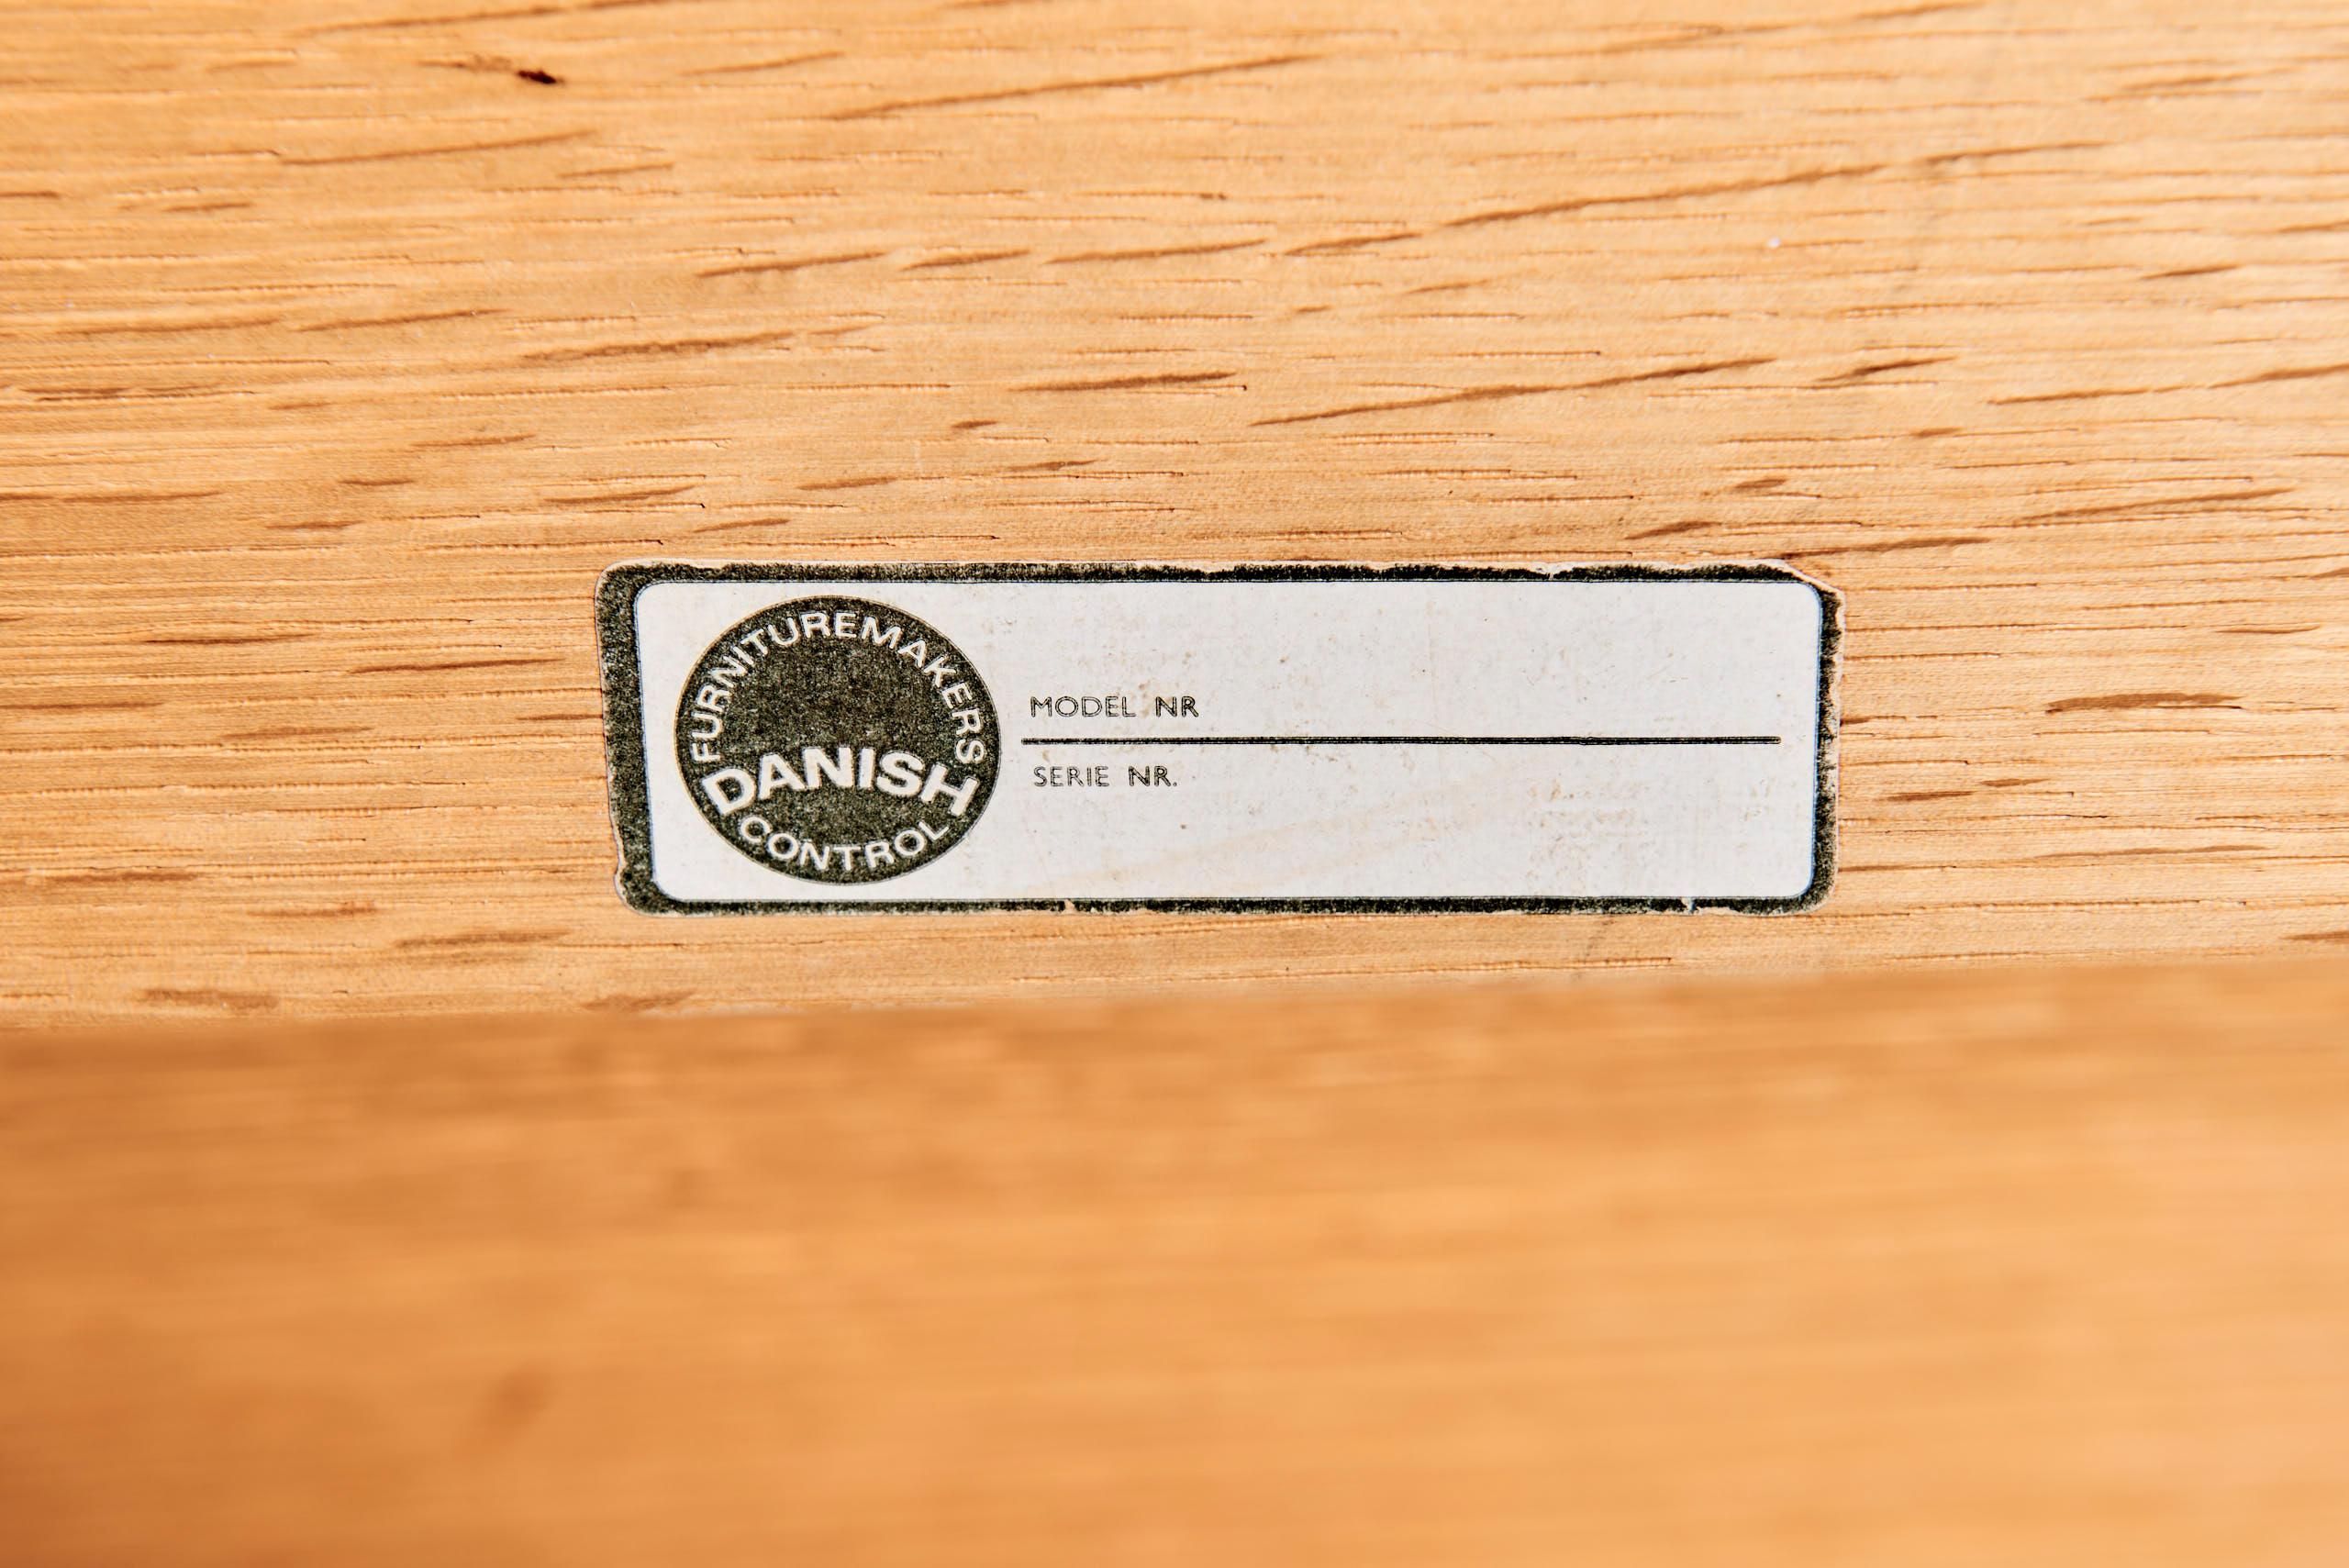 FURNITUREMAKERS
DANISH
CONTROL
MODEL NR
SERIE NR.